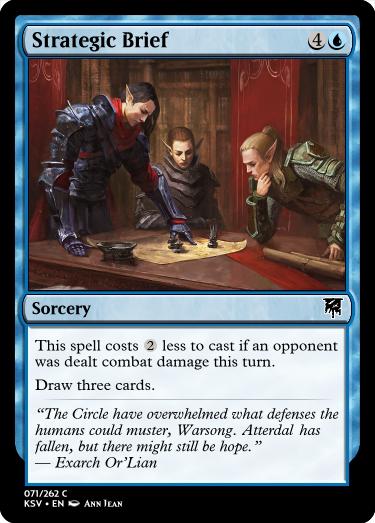 Strategic Brief 4
Sorcery
This spell costs 2 less to cast if an opponent
was dealt combat damage this turn.
Draw three cards.
“The Circle have overwhelmed what defenses the
humans could muster, Warsong. Atterdal has
fallen, but there might still be hope.”
— Exarch Or'Lian
071/262 C
KSV • EN Ann Jean